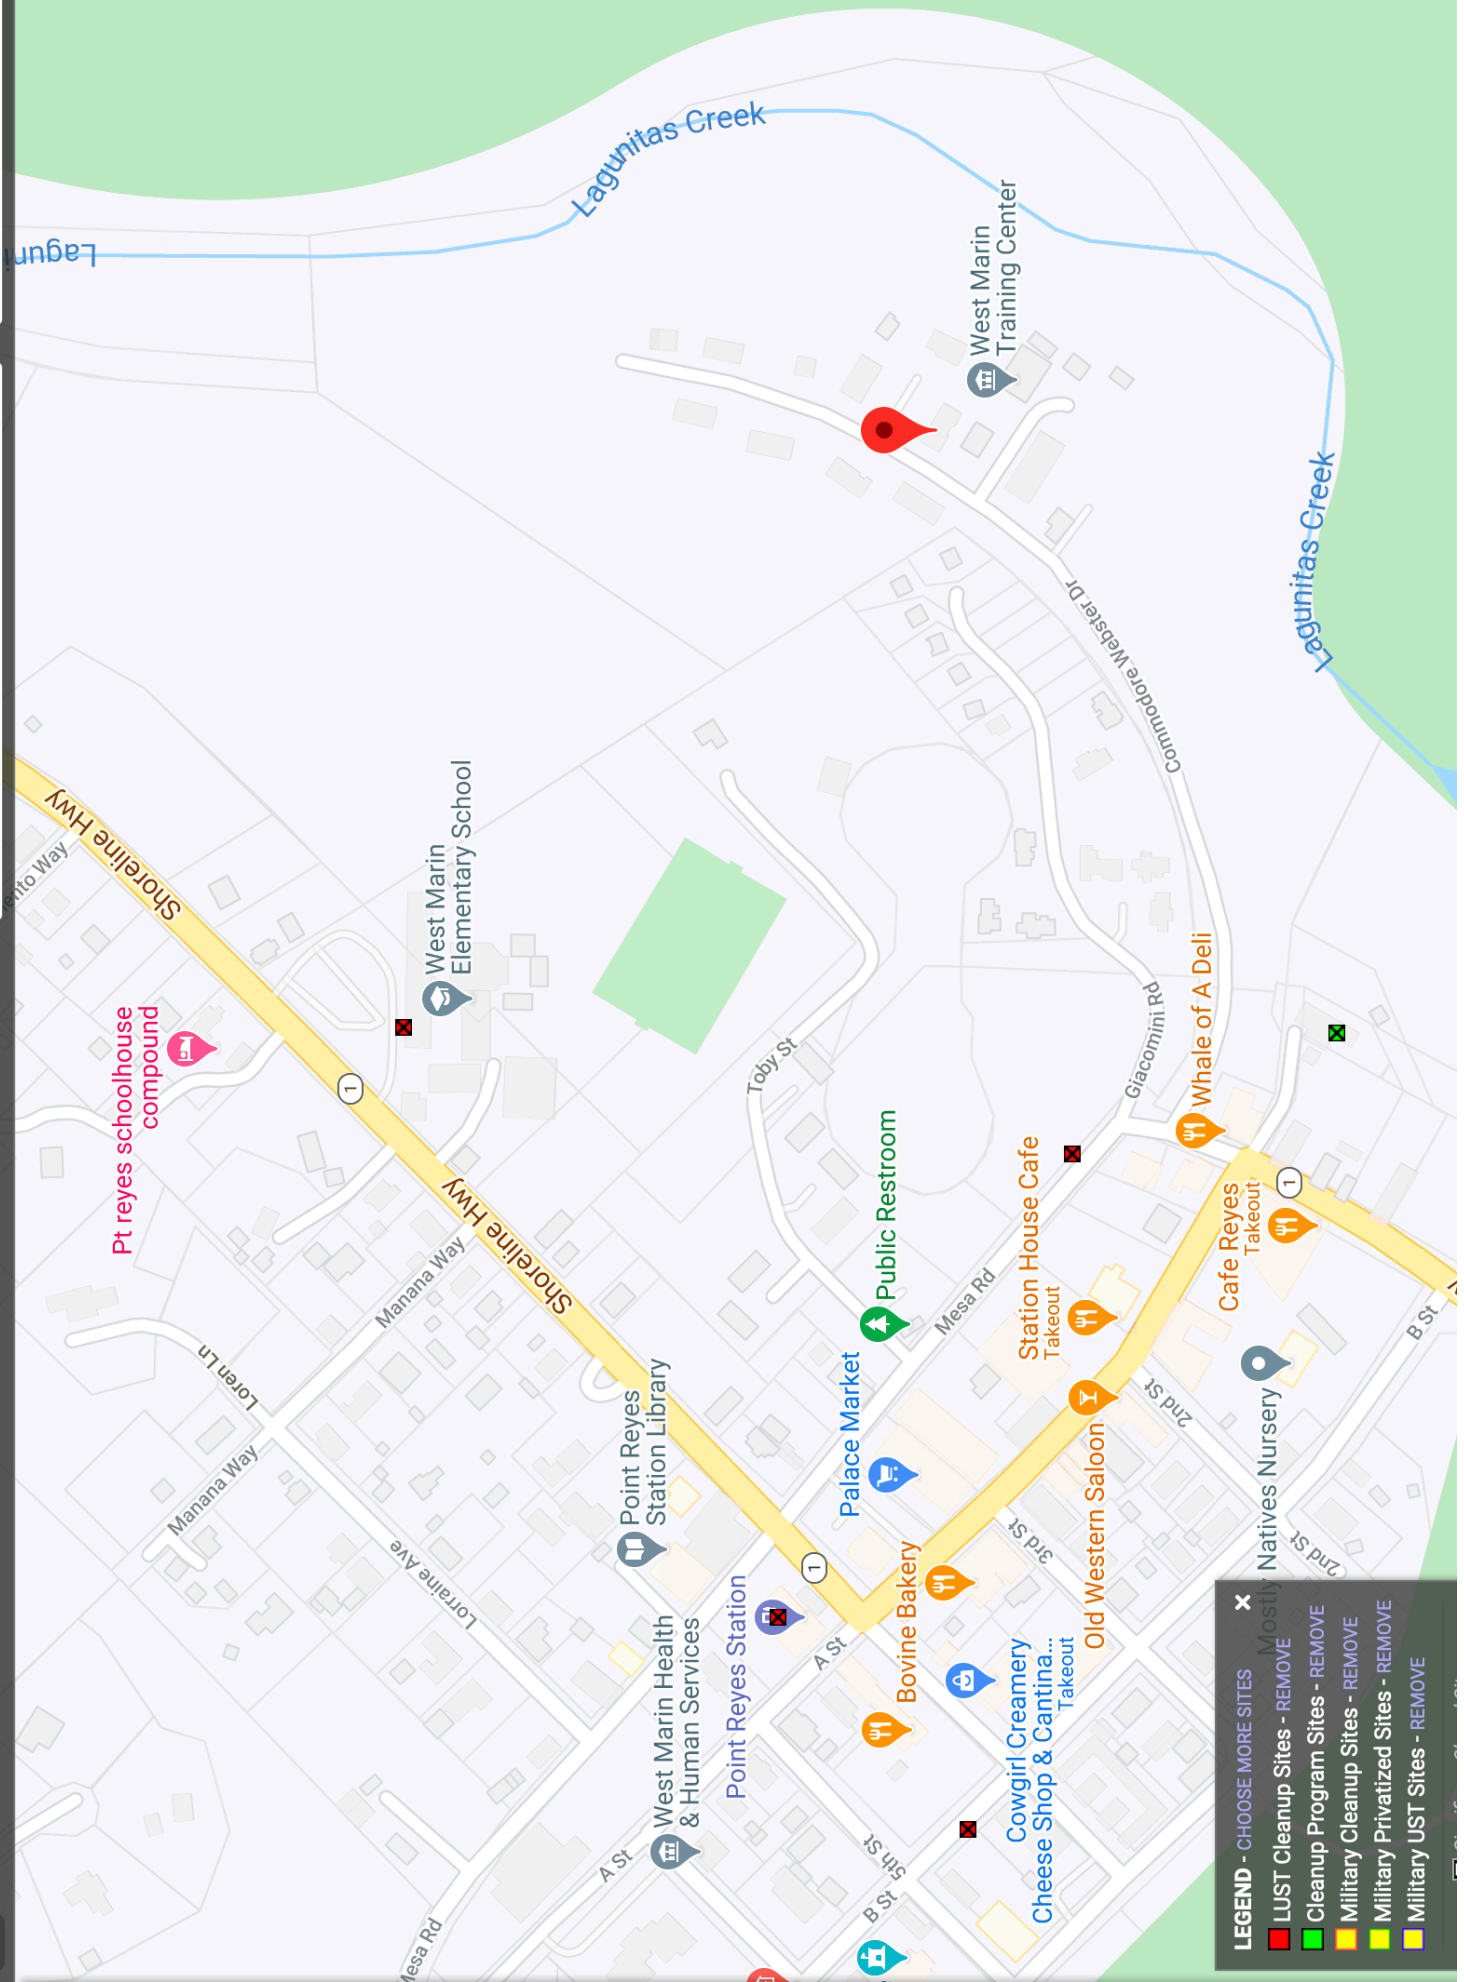 Laguni
Lagunitas Creek
West Marin
Training Center
Lagunitas Creek
Commodore Webster Dr
Shoreline Hwy
ento Way
West Marin
Elementary School
Pt reyes schoolhouse
compound
1
Toby St
Giacomini Rd
Whale of A Deli
Public Restroom
Station House Cafe
Takeout
Cafe Reyes
Takeout
1
B St
Mesa Rd
Shoreline Hwy
Manana Way
Loren Ln
Manana Way
Lorraine Ave
Point Reyes
Station Library
Palace Market
2nd St
Mostly Natives Nursery
Old Western Saloon
3rd St
2nd St
Bovine Bakery
1
Point Reyes Station
A St
West Marin Health
& Human Services
Cowgirl Creamery
Cheese Shop & Cantina...
Takeout
5th St
B St
A St
Mesa Rd
LEGEND - CHOOSE MORE SITES
LUST Cleanup Sites - REMOVE
Cleanup Program Sites - REMOVE
Military Cleanup Sites - REMOVE
Military Privatized Sites - REMOVE
Military UST Sites - REMOVE